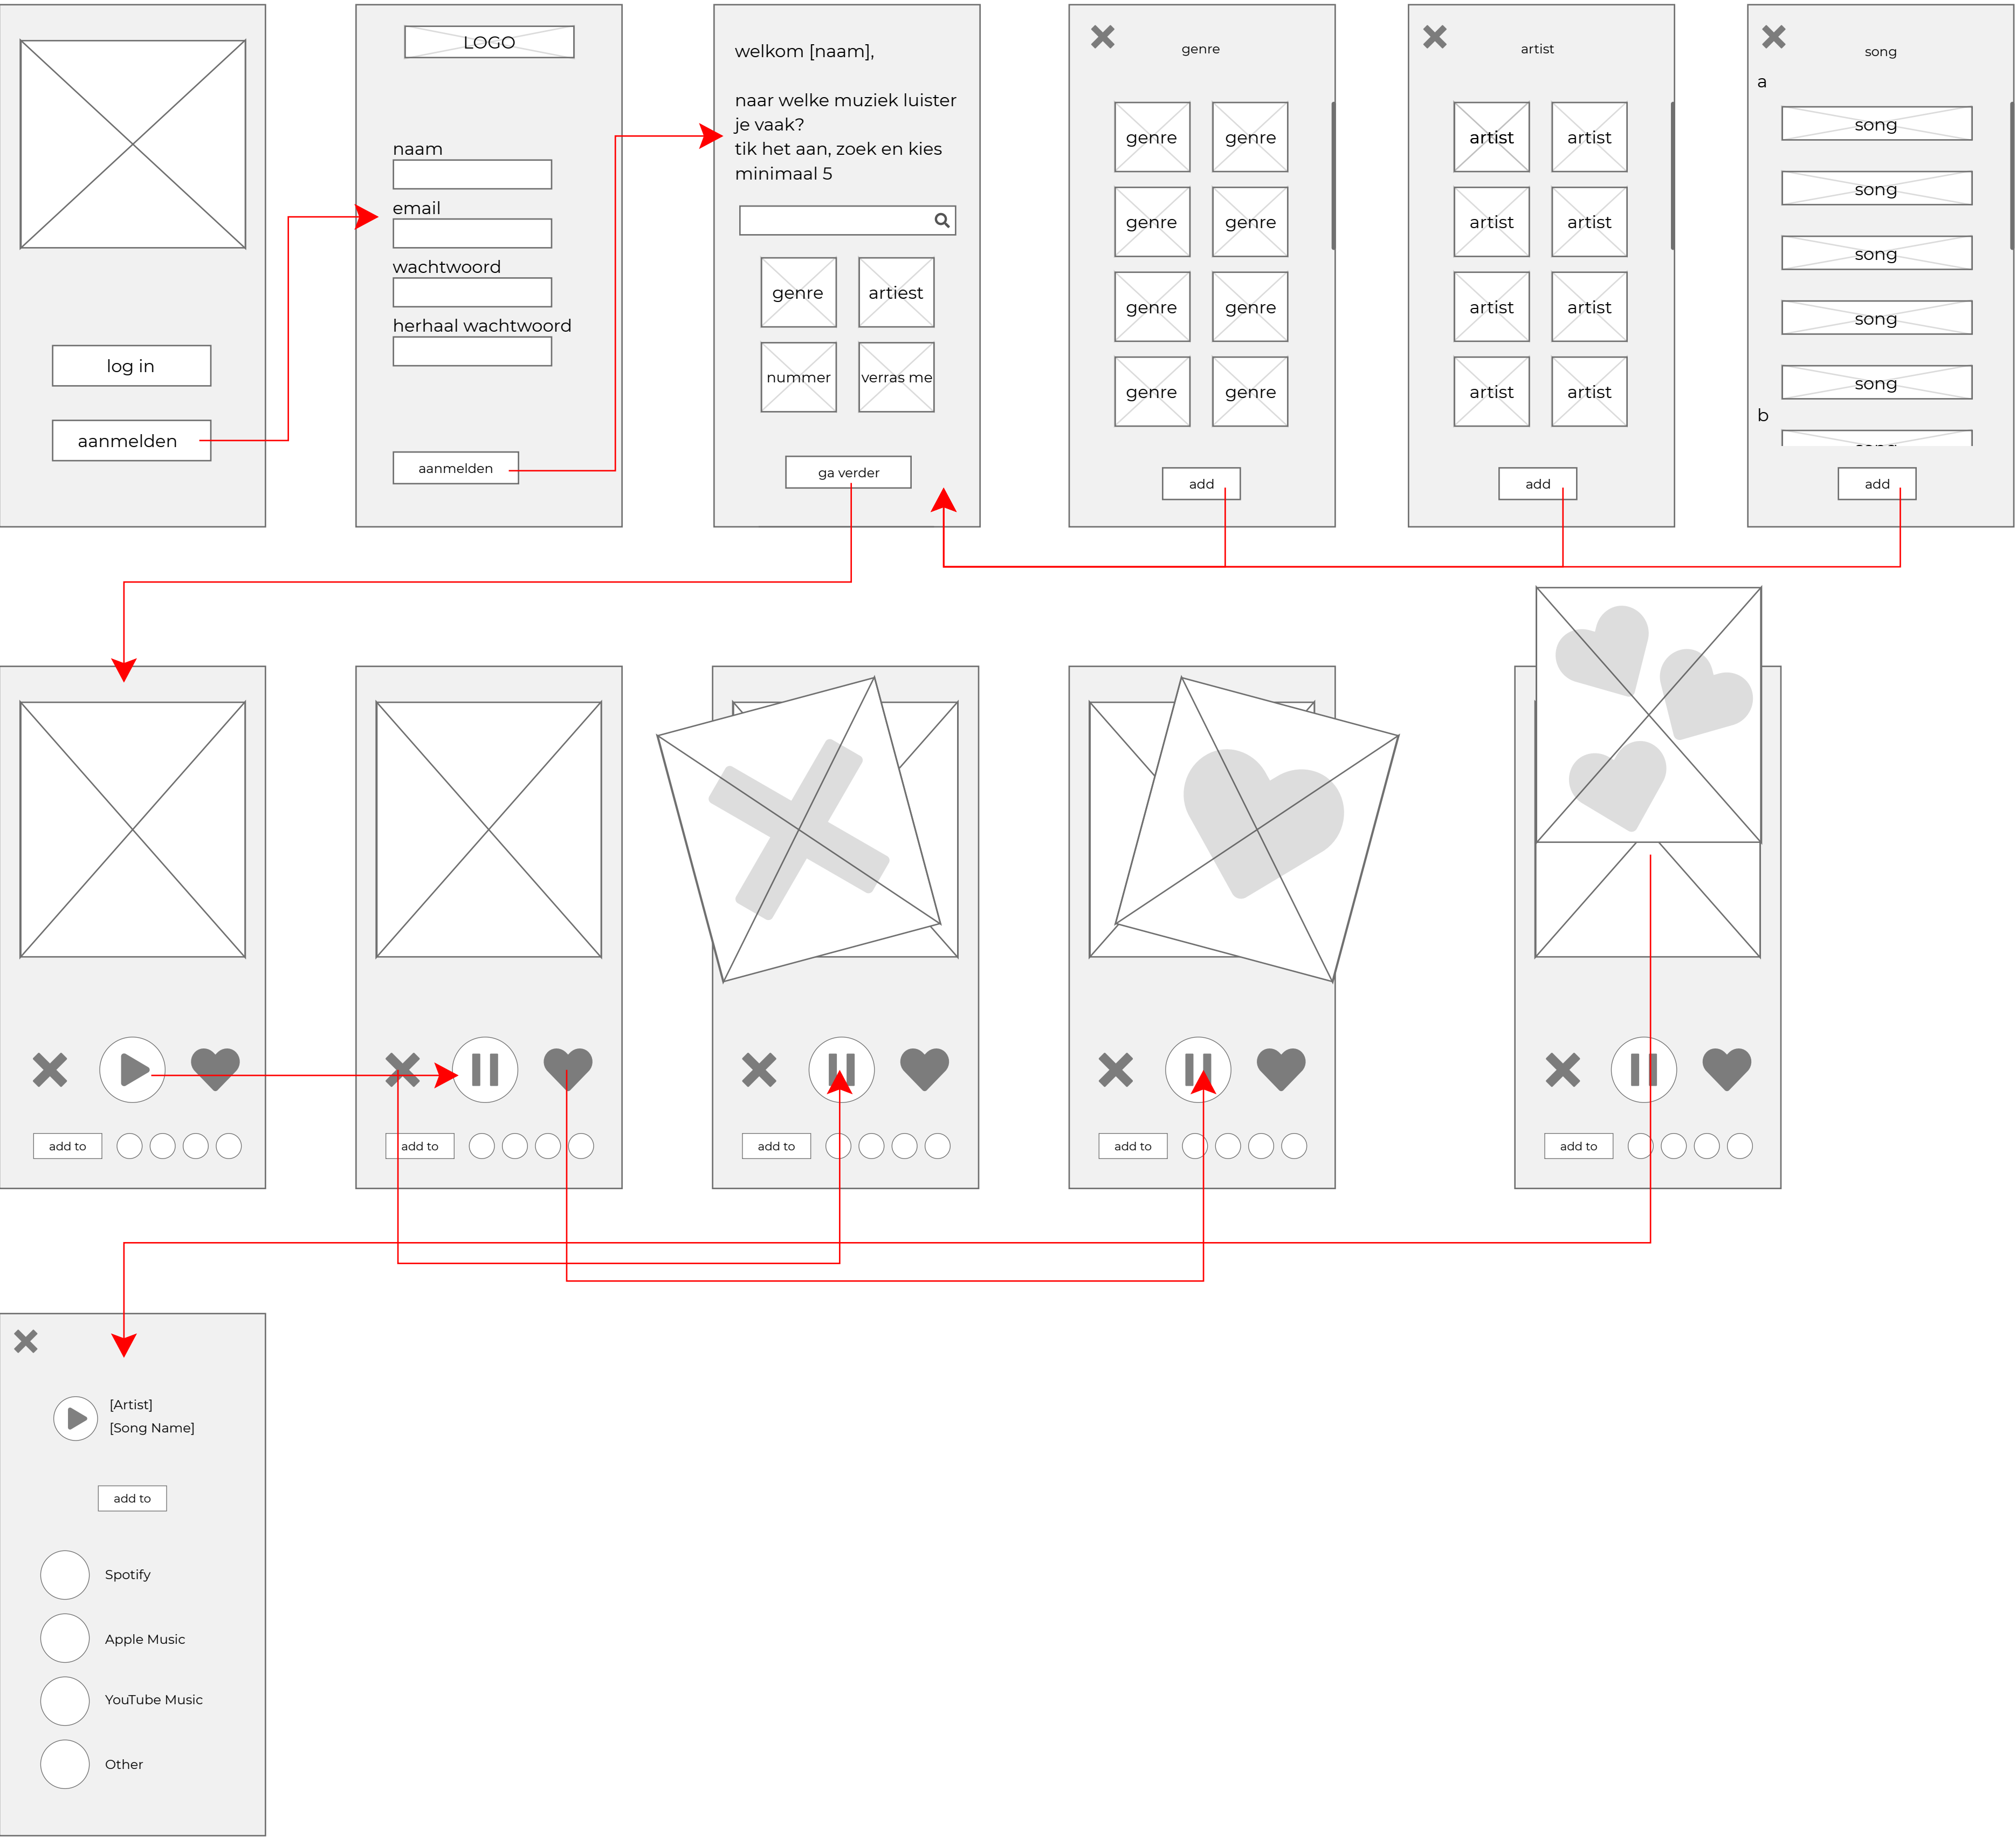 log in
aanmelden
LOGO
naam
email
wachtwoord
herhaal wachtwoord
aanmelden
welkom [naam],
naar welke muziek luister
je vaak?
tik het aan, zoek en kies
minimaal 5
genre artiest
nummer verras me
ga verder
genre
genre genre
genre genre
genre genre
genre genre
add
artist
artist artist
artist artist
artist artist
artist artist
add
song
a
song
song
song
song
song
b
song
add
add to
add to
add to
add to
add to
[Artist]
[Song Name]
add to
Spotify
Apple Music
YouTube Music
Other